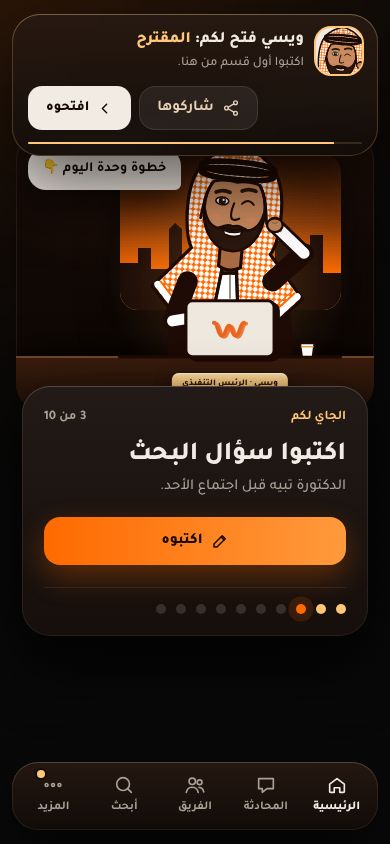 ويسي فتح لكم: المقترح
اكتبوا أول قسم من هنا.
شاركوها
افتحوه
خطوة وحدة اليوم 👇
ويسي · الرئيس التنفيذي
الجاي لكم
3 من 10
اكتبوا سؤال البحث
الدكتورة تبيه قبل اجتماع الأحد.
اكتبوه
الرئيسية
المحادثة
الفريق
أبحث
المزيد